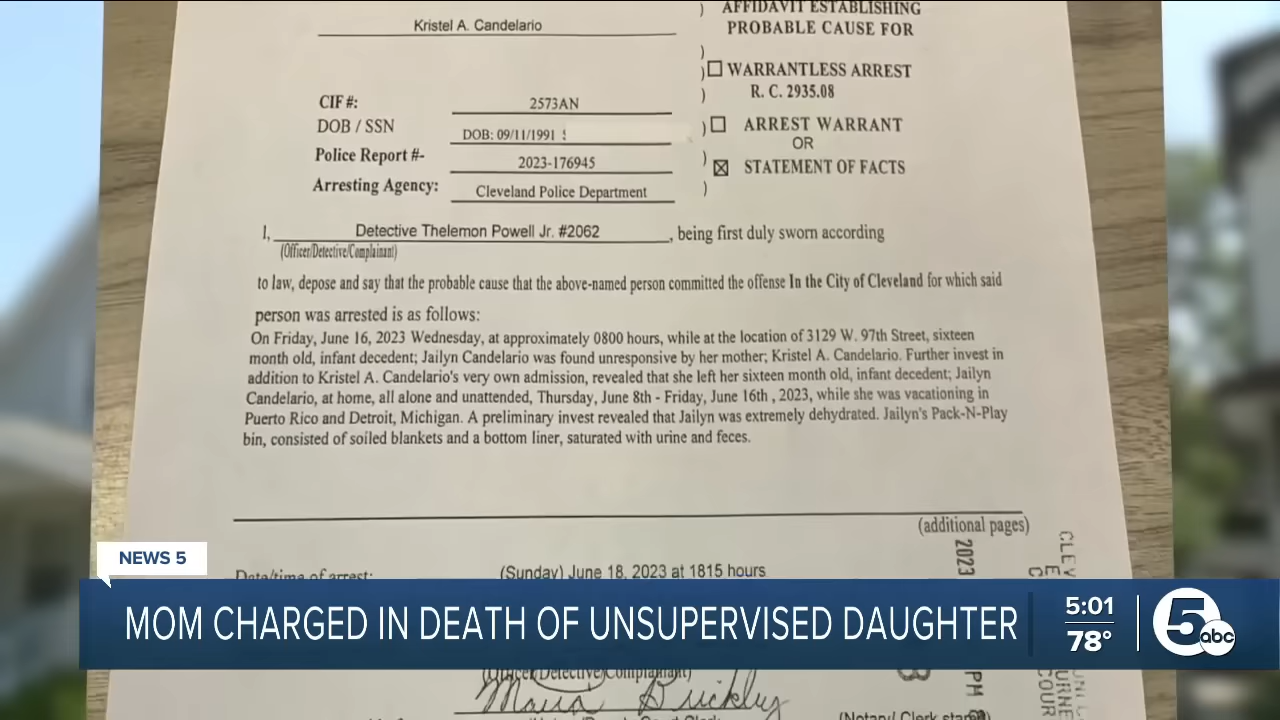 Kristel A. Candelario
) AFFIDAVIT ESTABLISHING
PROBABLE CAUSE FOR
)
) WARRANTLESS ARREST
) R. C. 2935.08
CIF #: 2573AN
DOB / SSN DOB: 09/11/1991
) ARREST WARRANT
OR
Police Report #- 2023-176945
) ☒ STATEMENT OF FACTS
Arresting Agency: Cleveland Police Department
)
I, Detective Thelemon Powell Jr. #2062, being first duly sworn according
(Officer/Detective/Complainant)
to law, depose and say that the probable cause that the above-named person committed the offense In the City of Cleveland for which said
person was arrested is as follows:
On Friday, June 16, 2023 Wednesday, at approximately 0800 hours, while at the location of 3129 W. 97th Street, sixteen
month old, infant decedent; Jailyn Candelario was found unresponsive by her mother; Kristel A. Candelario. Further invest in
addition to Kristel A. Candelario's very own admission, revealed that she left her sixteen month old, infant decedent; Jailyn
Candelario, at home, all alone and unattended, Thursday, June 8th - Friday, June 16th , 2023, while she was vacationing in
Puerto Rico and Detroit, Michigan. A preliminary invest revealed that Jailyn was extremely dehydrated. Jailyn's Pack-N-Play
bin, consisted of soiled blankets and a bottom liner, saturated with urine and feces.
(additional pages)
2023
NEWS 5
Date/time of arrest: (Sunday) June 18, 2023 at 1815 hours
MOM CHARGED IN DEATH OF UNSUPERVISED DAUGHTER
5:01
78°
5 abc
(Officer/Detective/Complainant)
PM
COUR
(Notary/ Clerk stamp)